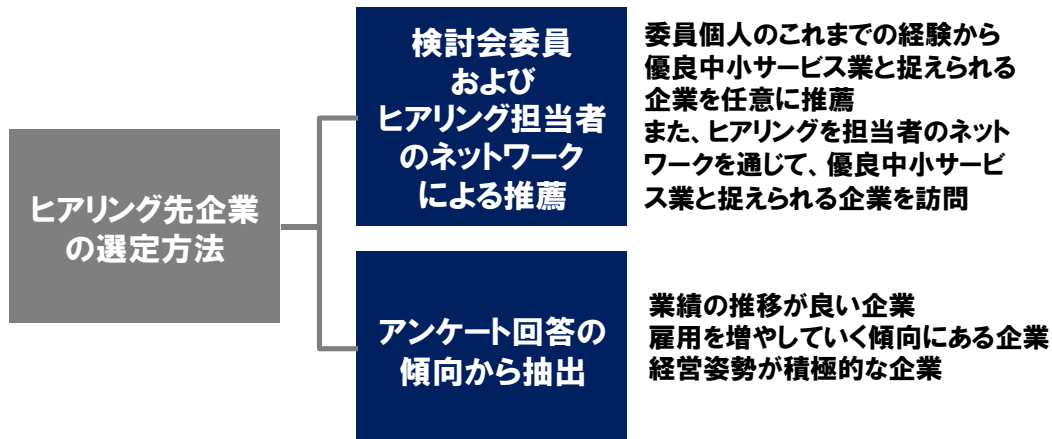 ヒアリング先企業
の選定方法
検討会委員
および
ヒアリング担当者
のネットワーク
による推薦
委員個人のこれまでの経験から
優良中小サービス業と捉えられる
企業を任意に推薦
また、ヒアリングを担当者のネット
ワークを通じて、優良中小サービ
ス業と捉えられる企業を訪問
アンケート回答の
傾向から抽出
業績の推移が良い企業
雇用を増やしていく傾向にある企業
経営姿勢が積極的な企業